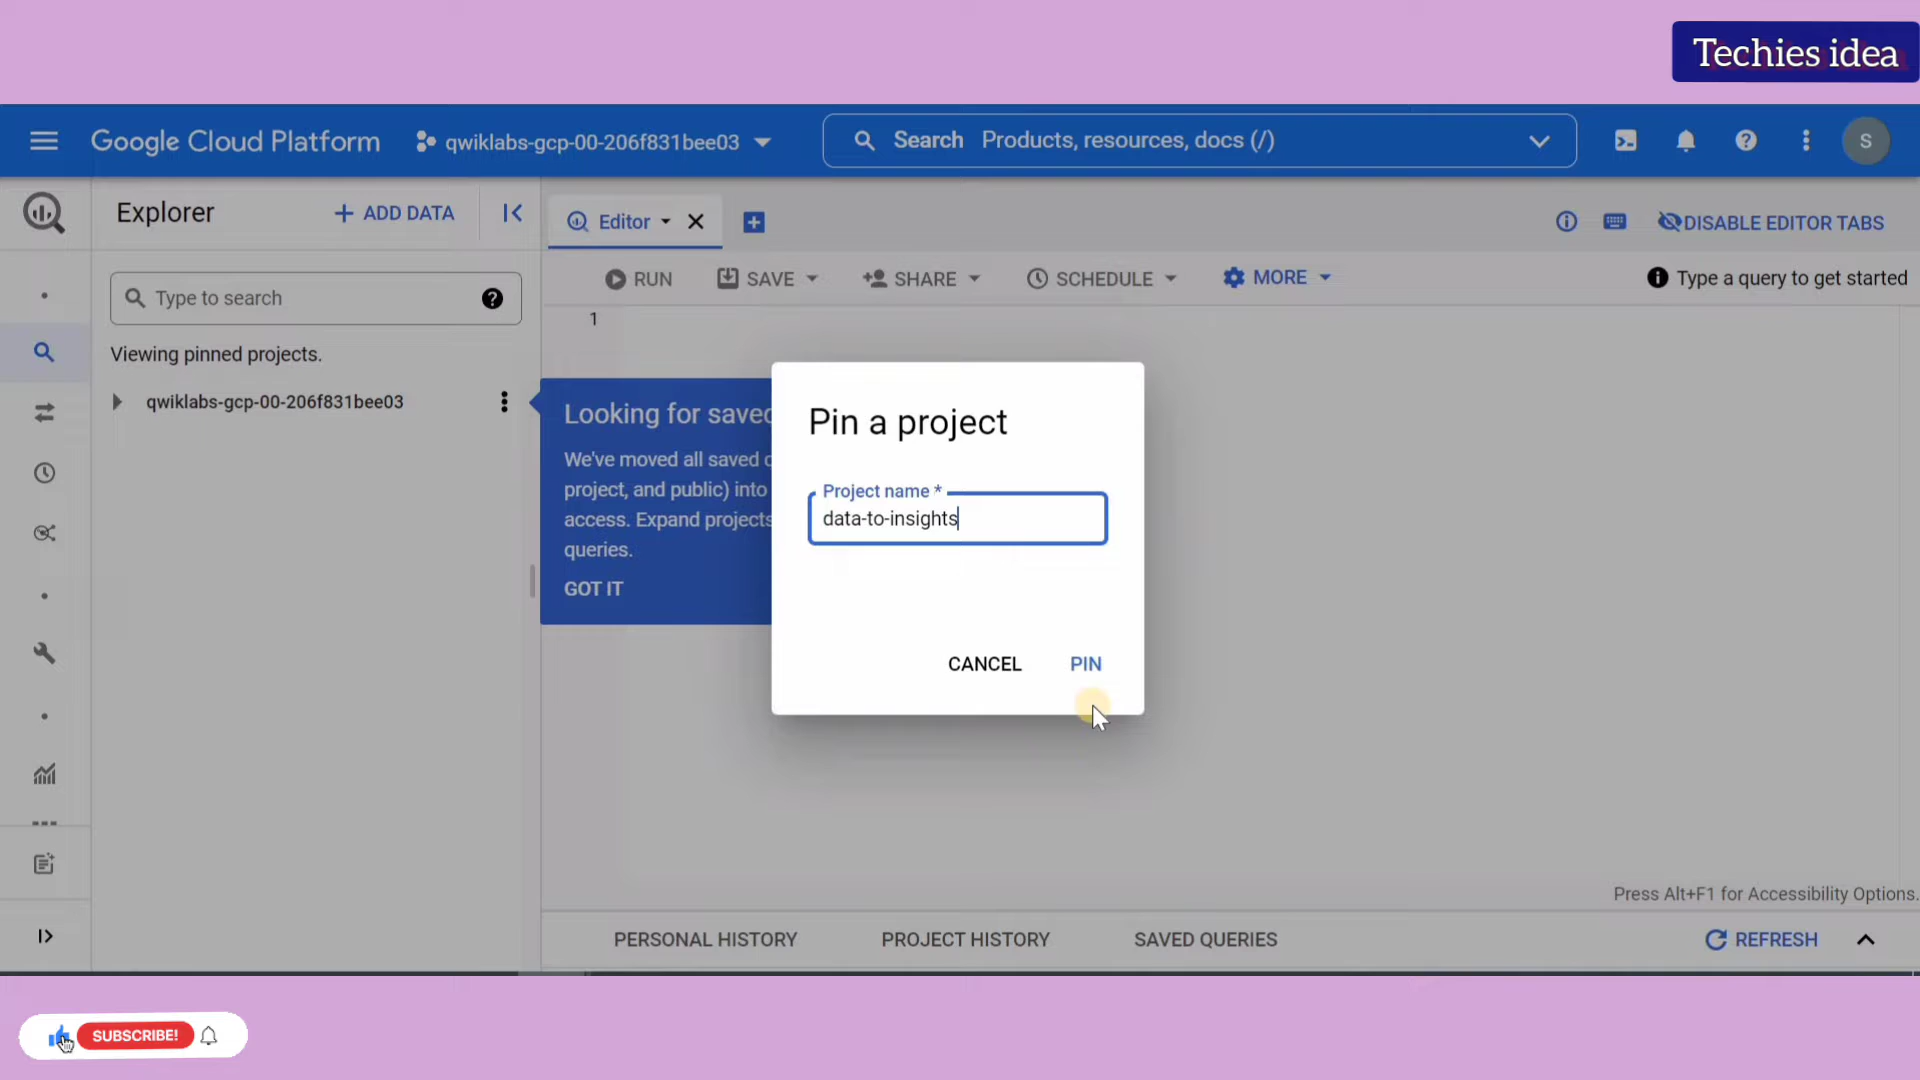 Techies idea
Google Cloud Platform
qwiklabs-gcp-00-206f831bee03
Search Products, resources, docs (/)
S
Explorer
+ ADD DATA
Editor
DISABLE EDITOR TABS
Type to search
RUN
SAVE
SHARE
SCHEDULE
MORE
Type a query to get started
1
Viewing pinned projects.
qwiklabs-gcp-00-206f831bee03
Looking for saved
We've moved all saved
project, and public) into
access. Expand projects
queries.
GOT IT
Pin a project
Project name *
data-to-insights
CANCEL
PIN
Press Alt+F1 for Accessibility Options.
PERSONAL HISTORY
PROJECT HISTORY
SAVED QUERIES
REFRESH
SUBSCRIBE!